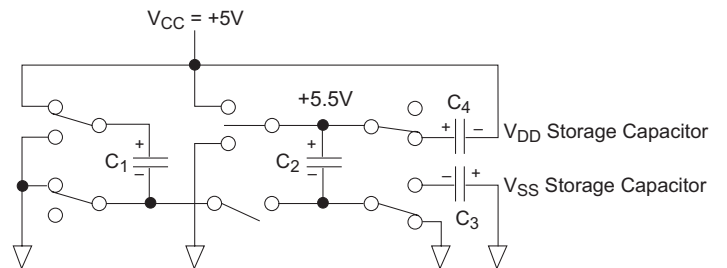 V_CC = +5V
+5.5V
C_4
+ −
V_DD Storage Capacitor
+
C_1
−
+
C_2
−
− +
V_SS Storage Capacitor
C_3